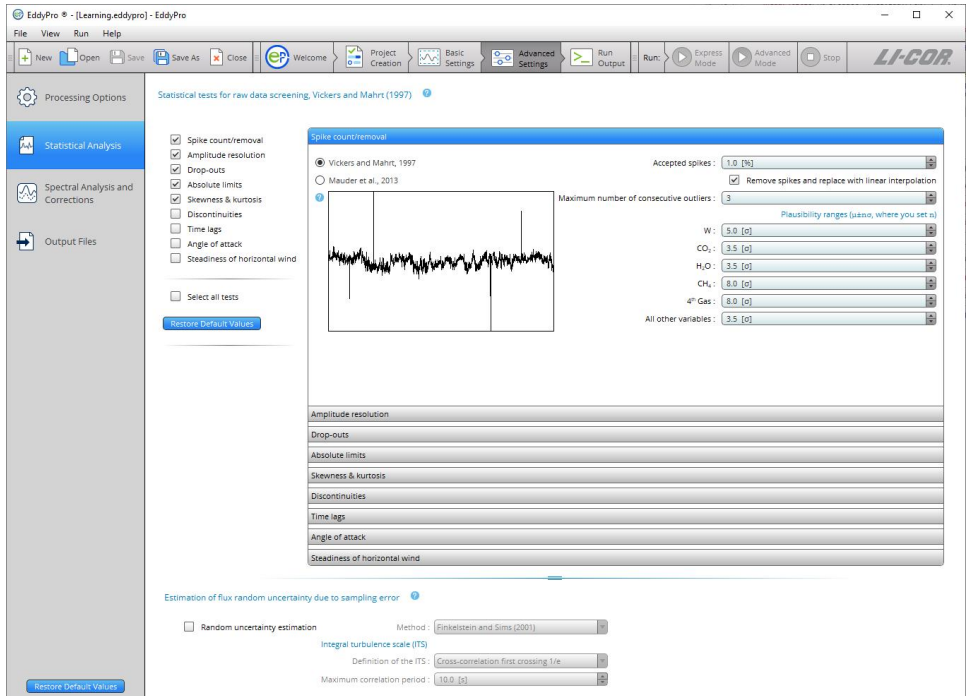 EddyPro ® - [Learning.eddypro] - EddyPro
File View Run Help
New Open Save Save As Close Welcome Project Creation Basic Settings Advanced Settings Run Output Run: Express Mode Advanced Mode Stop LI-COR
Processing Options
Statistical Analysis
Spectral Analysis and
Corrections
Output Files
Restore Default Values
Statistical tests for raw data screening, Vickers and Mahrt (1997) ?
Spike count/removal
Amplitude resolution
Drop-outs
Absolute limits
Skewness & kurtosis
Discontinuities
Time lags
Angle of attack
Steadiness of horizontal wind
Select all tests
Restore Default Values
Spike count/removal
Vickers and Mahrt, 1997
Mauder et al., 2013
?
Accepted spikes : 1.0 [%]
Remove spikes and replace with linear interpolation
Maximum number of consecutive outliers : 3
Plausibility ranges (μ±nσ, where you set n)
W : 5.0 [σ]
CO₂ : 3.5 [σ]
H₂O : 3.5 [σ]
CH₄ : 8.0 [σ]
4ᵗʰ Gas : 8.0 [σ]
All other variables : 3.5 [σ]
Amplitude resolution
Drop-outs
Absolute limits
Skewness & kurtosis
Discontinuities
Time lags
Angle of attack
Steadiness of horizontal wind
Estimation of flux random uncertainty due to sampling error ?
Random uncertainty estimation
Method : Finkelstein and Sims (2001)
Integral turbulence scale (ITS)
Definition of the ITS : Cross-correlation first crossing 1/e
Maximum correlation period : 10.0 [s]